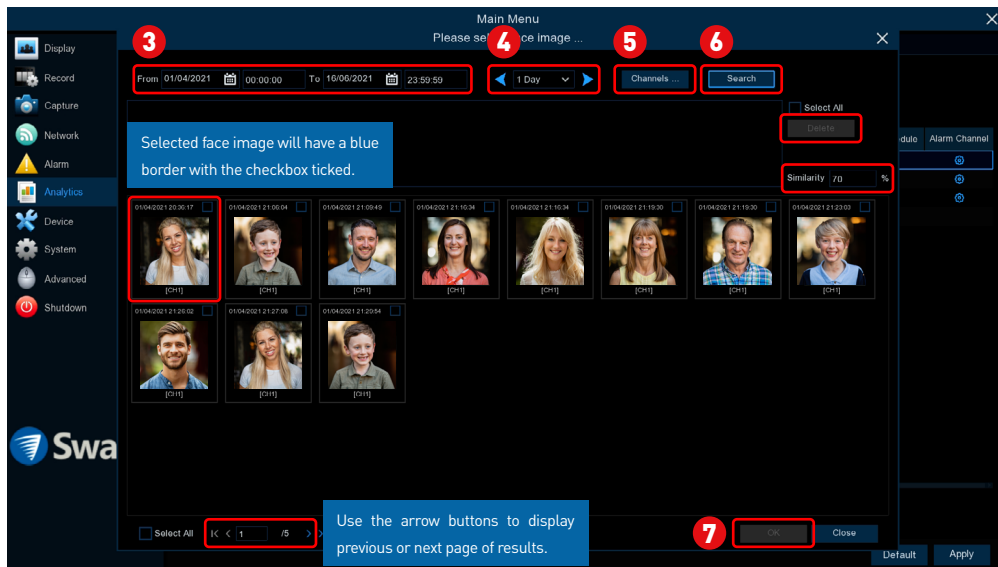 Main Menu
Please se ce image ...
3
4
5
6
From 01/04/2021 00:00:00 To 16/06/2021 23:59:59
1 Day
Channels ...
Search
Display
Record
Capture
Network
Alarm
Analytics
Device
System
Advanced
Shutdown
Swa
Select All
Delete
dule Alarm Channel
Selected face image will have a blue
border with the checkbox ticked.
Similarity 70 %
01/04/2021 20:36:17
[CH1]
01/04/2021 21:06:04
[CH1]
01/04/2021 21:09:49
[CH1]
01/04/2021 21:16:34
[CH1]
01/04/2021 21:16:34
[CH1]
01/04/2021 21:19:30
[CH1]
01/04/2021 21:19:30
[CH1]
01/04/2021 21:23:03
[CH1]
01/04/2021 21:26:02
[CH1]
01/04/2021 21:27:08
[CH1]
01/04/2021 21:29:54
[CH1]
Select All
1 /5
Use the arrow buttons to display
previous or next page of results.
7
OK
Close
Default
Apply